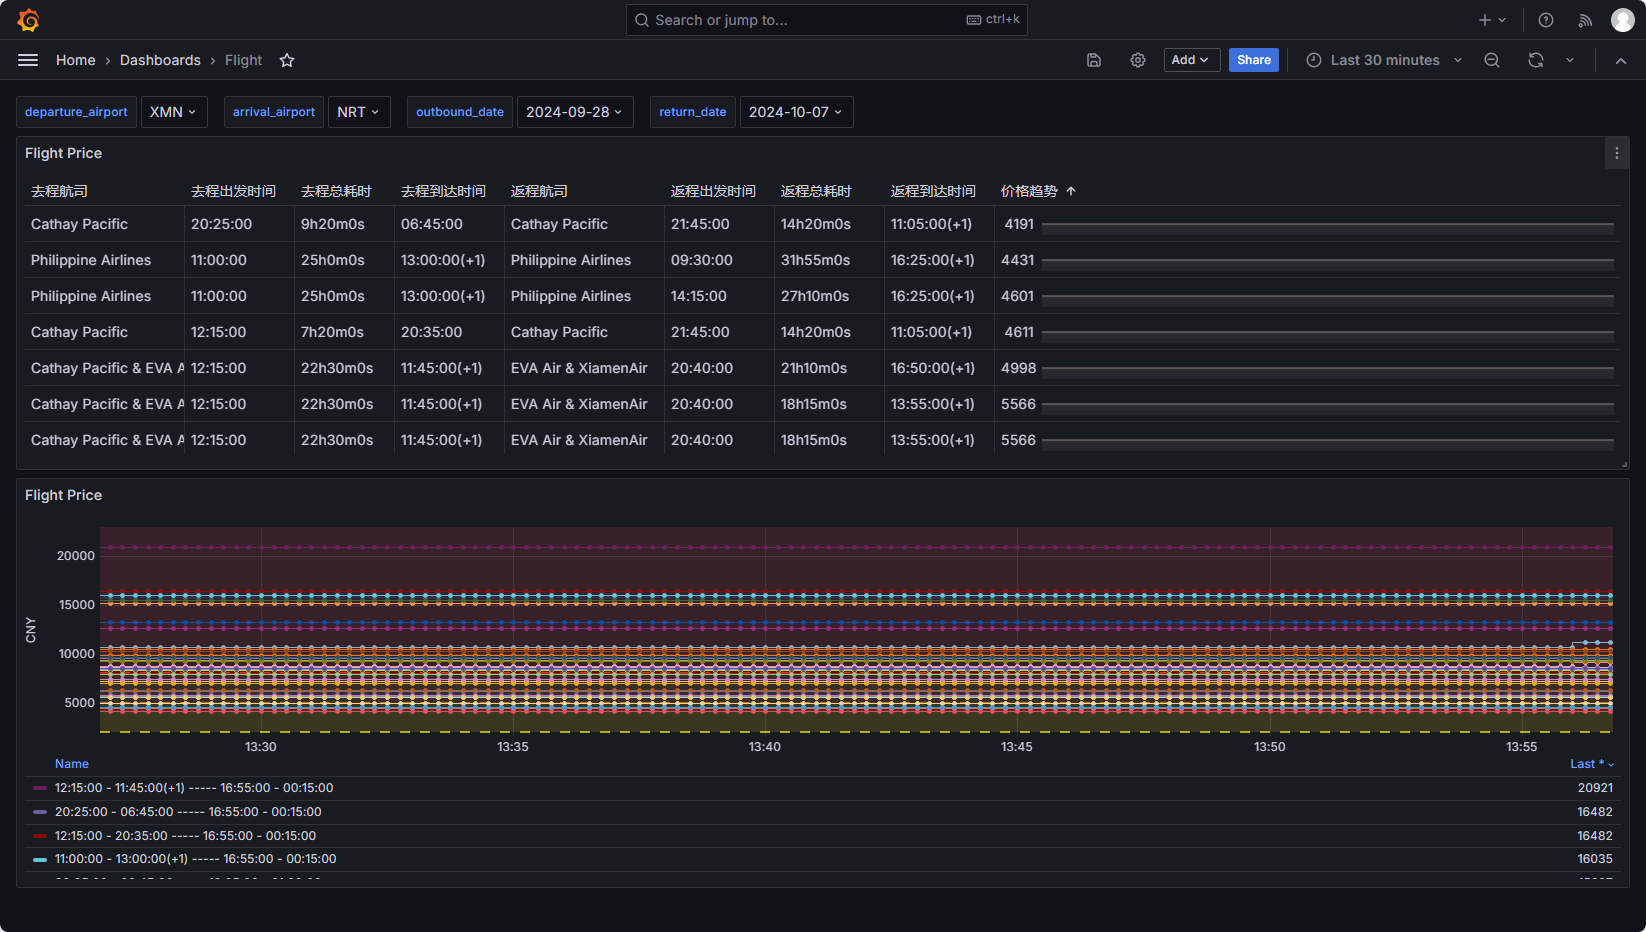 Search or jump to... ctrl+k
Home › Dashboards › Flight
Add Share Last 30 minutes
departure_airport XMN arrival_airport NRT outbound_date 2024-09-28 return_date 2024-10-07
Flight Price
去程航司 去程出发时间 去程总耗时 去程到达时间 返程航司 返程出发时间 返程总耗时 返程到达时间 价格趋势
Cathay Pacific 20:25:00 9h20m0s 06:45:00 Cathay Pacific 21:45:00 14h20m0s 11:05:00(+1) 4191
Philippine Airlines 11:00:00 25h0m0s 13:00:00(+1) Philippine Airlines 09:30:00 31h55m0s 16:25:00(+1) 4431
Philippine Airlines 11:00:00 25h0m0s 13:00:00(+1) Philippine Airlines 14:15:00 27h10m0s 16:25:00(+1) 4601
Cathay Pacific 12:15:00 7h20m0s 20:35:00 Cathay Pacific 21:45:00 14h20m0s 11:05:00(+1) 4611
Cathay Pacific & EVA A 12:15:00 22h30m0s 11:45:00(+1) EVA Air & XiamenAir 20:40:00 21h10m0s 16:50:00(+1) 4998
Cathay Pacific & EVA A 12:15:00 22h30m0s 11:45:00(+1) EVA Air & XiamenAir 20:40:00 18h15m0s 13:55:00(+1) 5566
Cathay Pacific & EVA A 12:15:00 22h30m0s 11:45:00(+1) EVA Air & XiamenAir 20:40:00 18h15m0s 13:55:00(+1) 5566
Flight Price
CNY
20000
15000
10000
5000
13:30 13:35 13:40 13:45 13:50 13:55
Name Last *
12:15:00 - 11:45:00(+1) ----- 16:55:00 - 00:15:00 20921
20:25:00 - 06:45:00 ----- 16:55:00 - 00:15:00 16482
12:15:00 - 20:35:00 ----- 16:55:00 - 00:15:00 16482
11:00:00 - 13:00:00(+1) ----- 16:55:00 - 00:15:00 16035